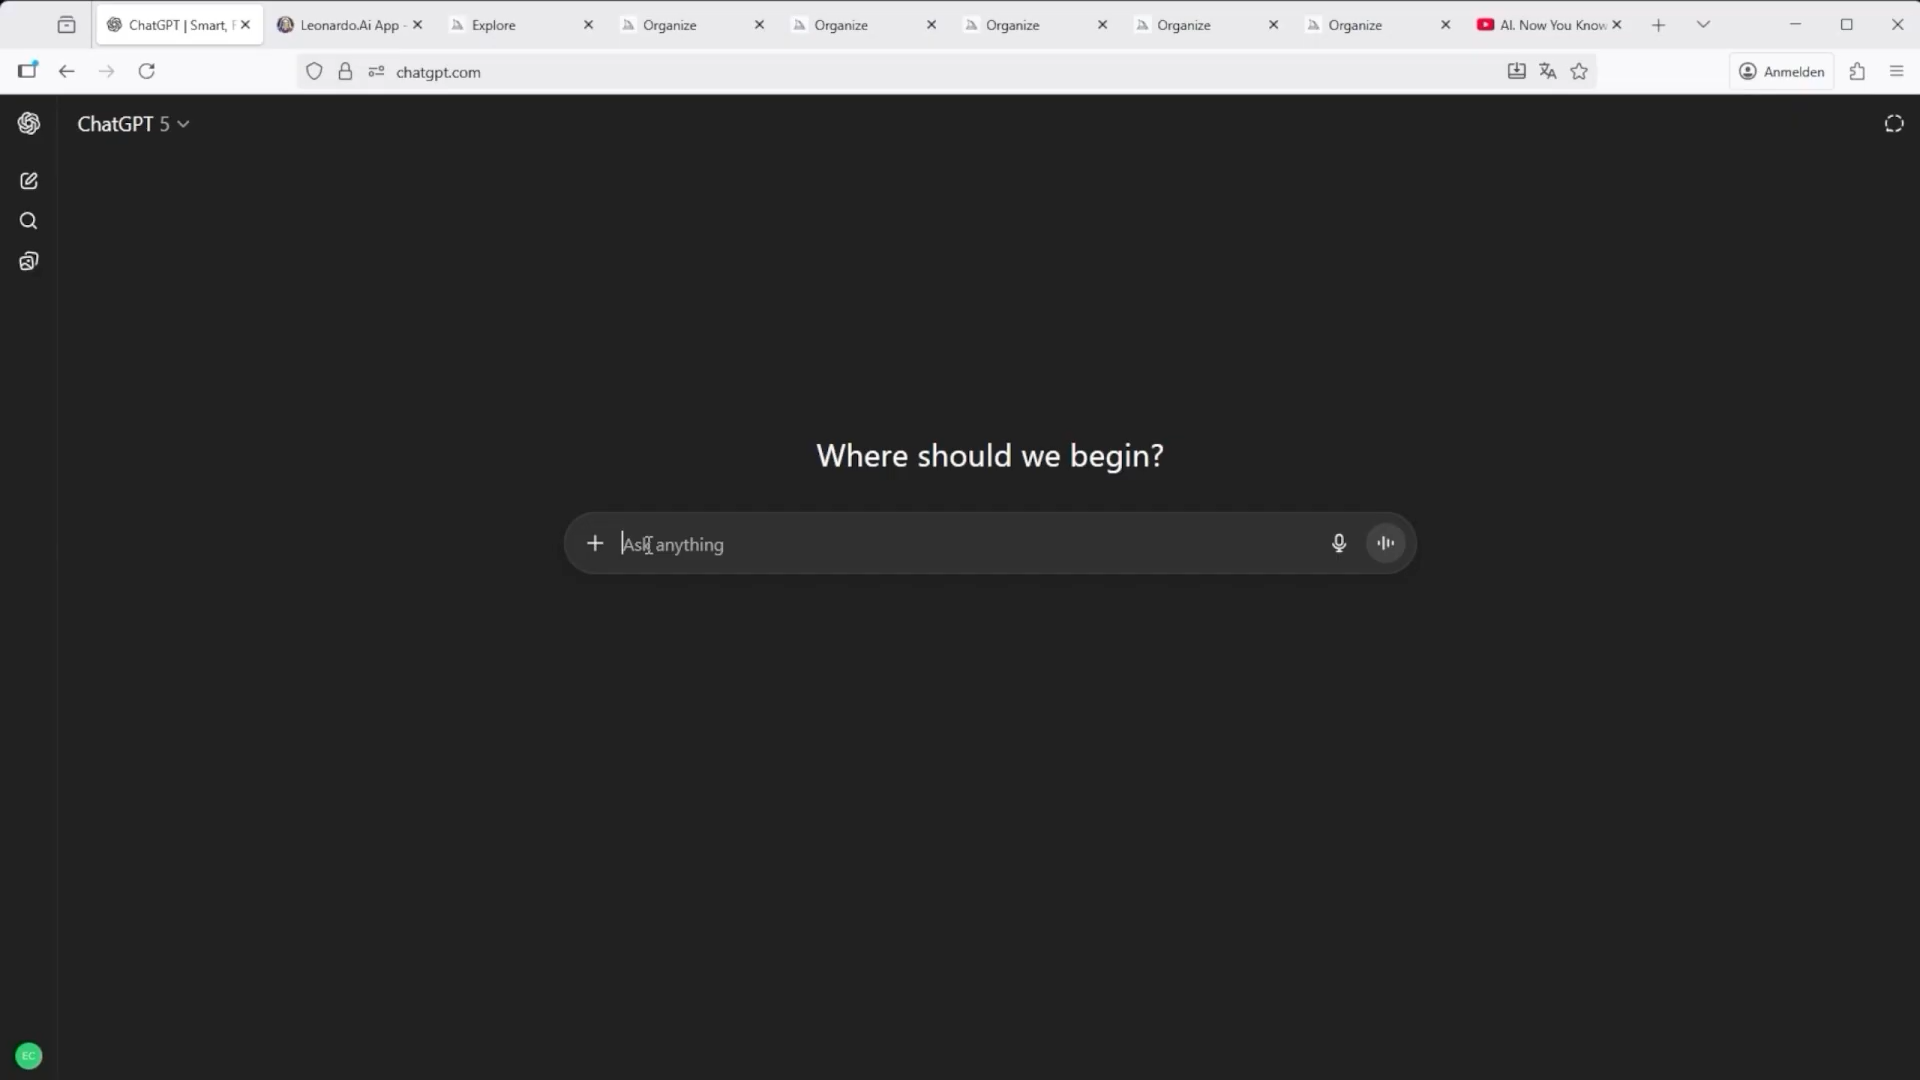 ChatGPT | Smart, F
Leonardo.Ai App -
Explore
Organize
Organize
Organize
Organize
Organize
AI. Now You Know
chatgpt.com
Anmelden
ChatGPT 5
Where should we begin?
Ask anything
EC